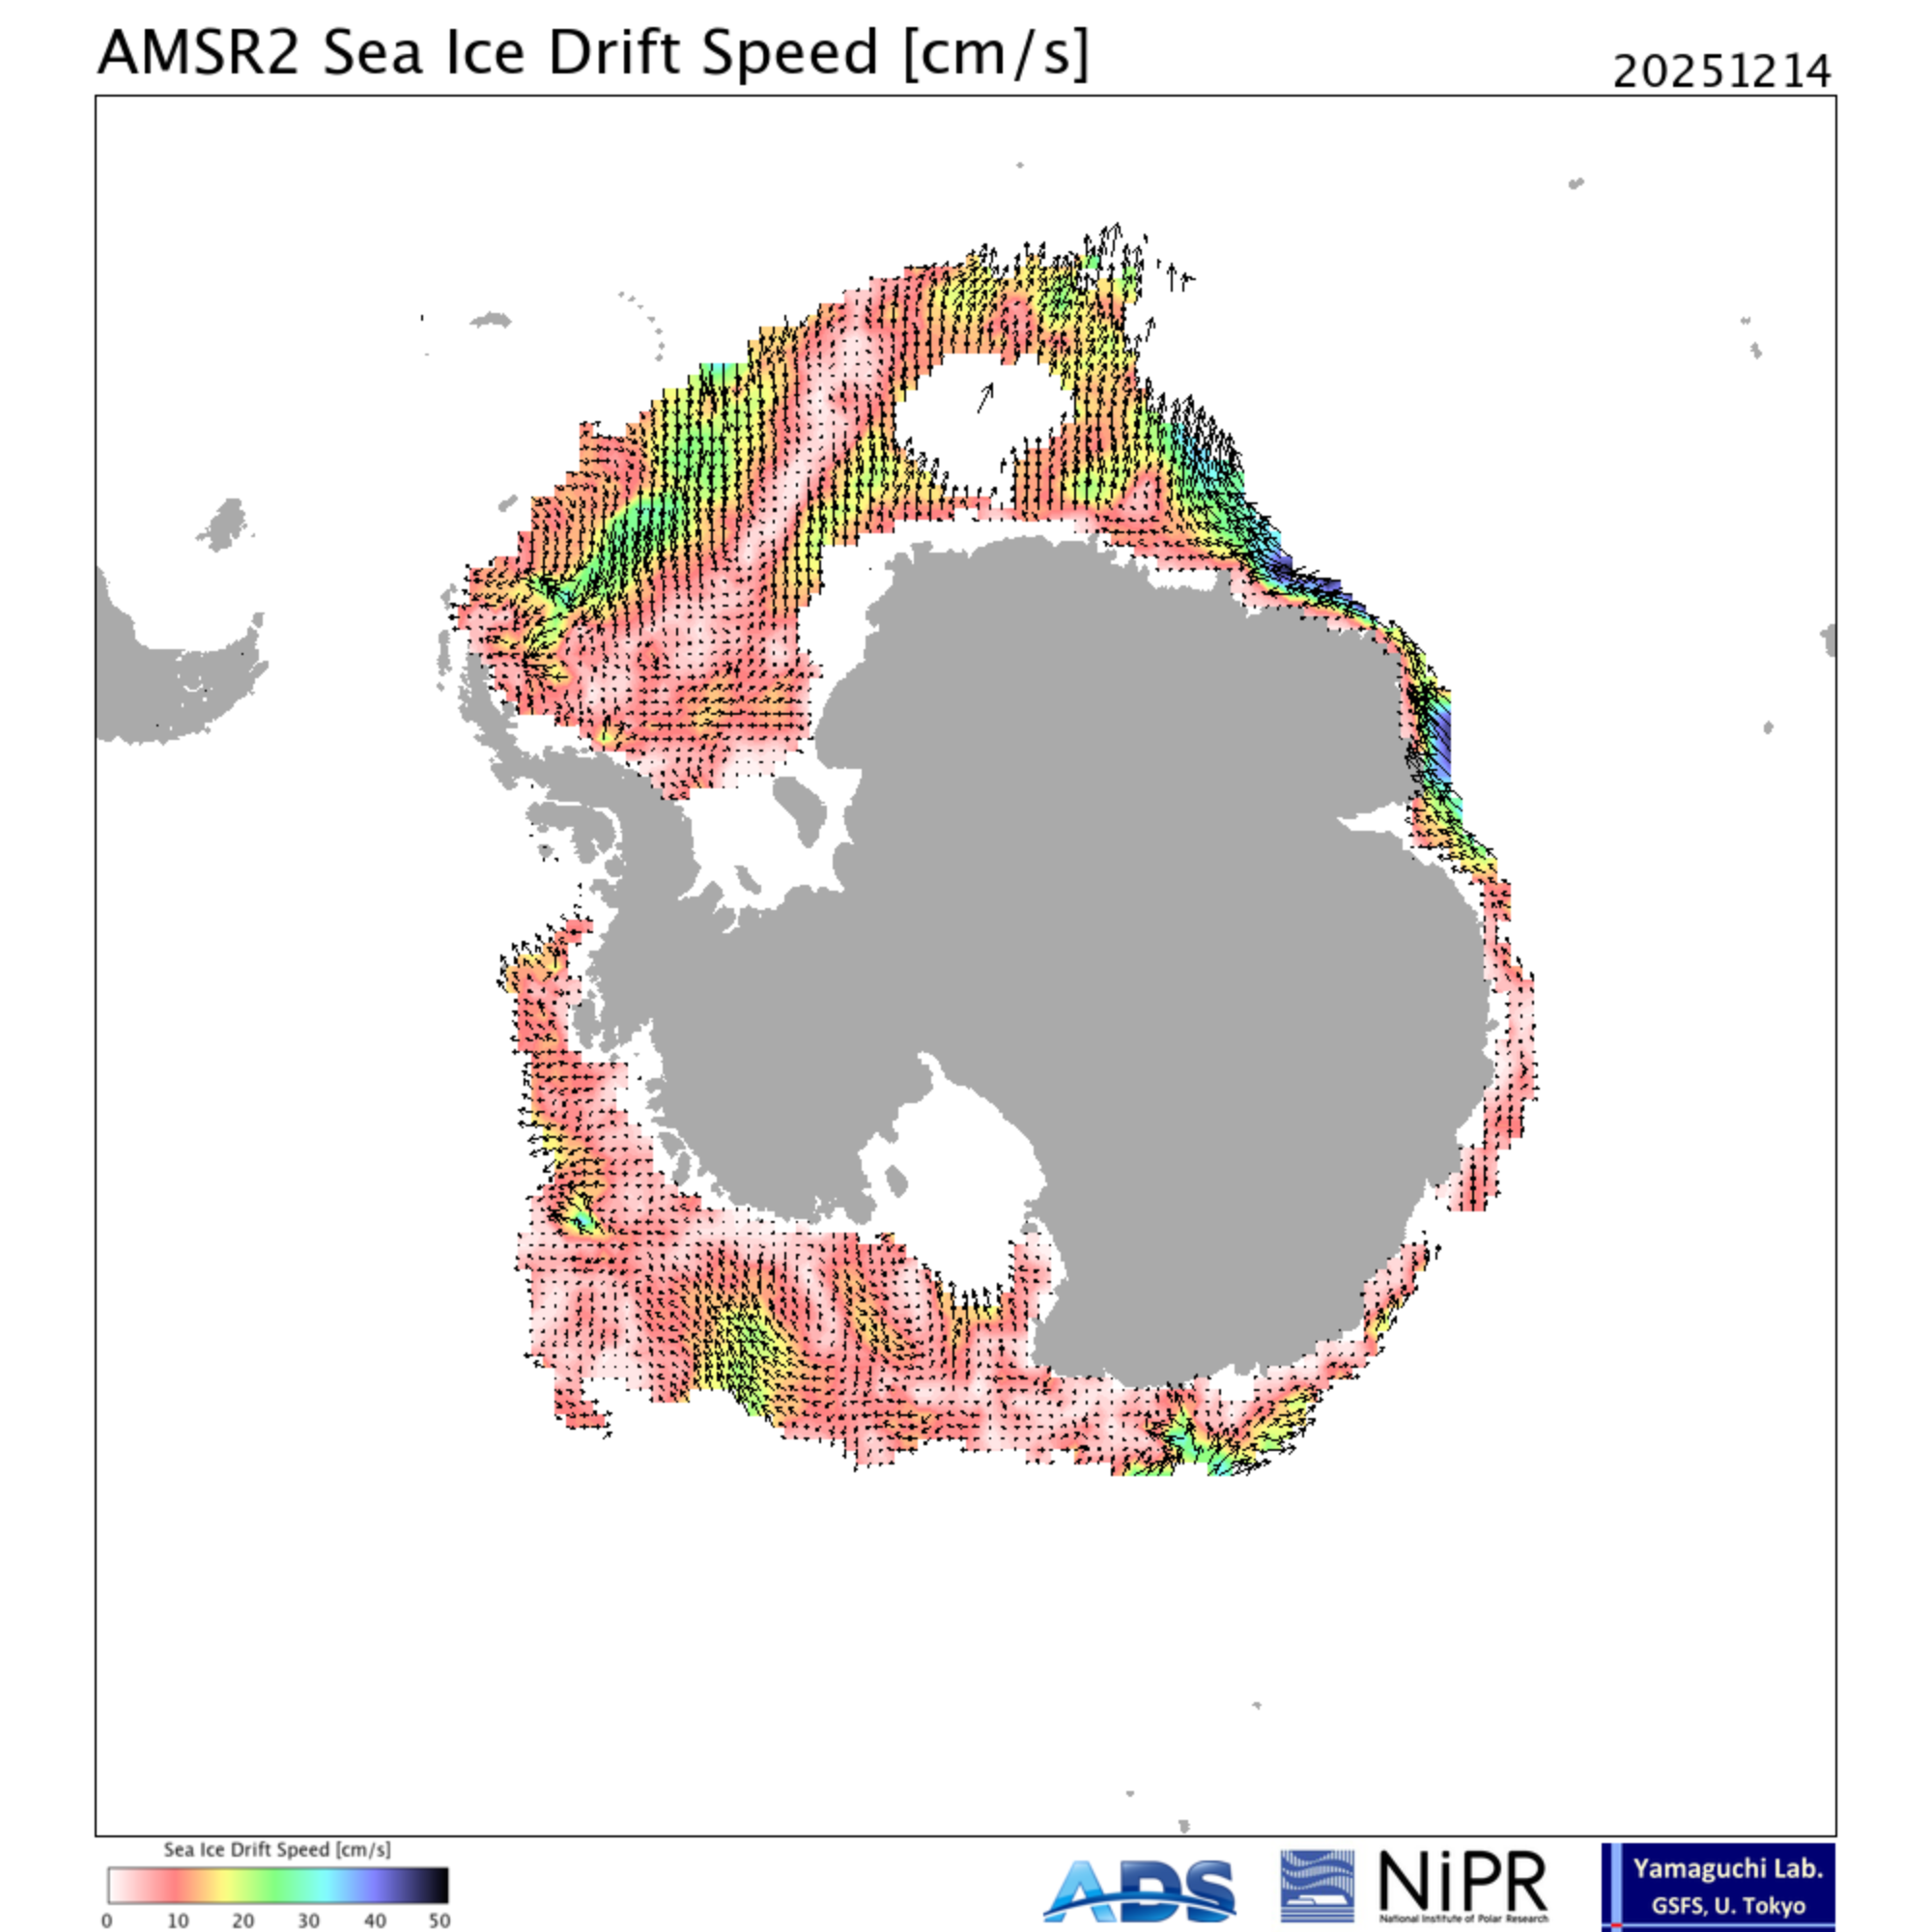 AMSR2 Sea Ice Drift Speed [cm/s]
20251214
Sea Ice Drift Speed [cm/s]
0 10 20 30 40 50
ADS
NiPR
National Institute of Polar Research
Yamaguchi Lab.
GSFS, U. Tokyo